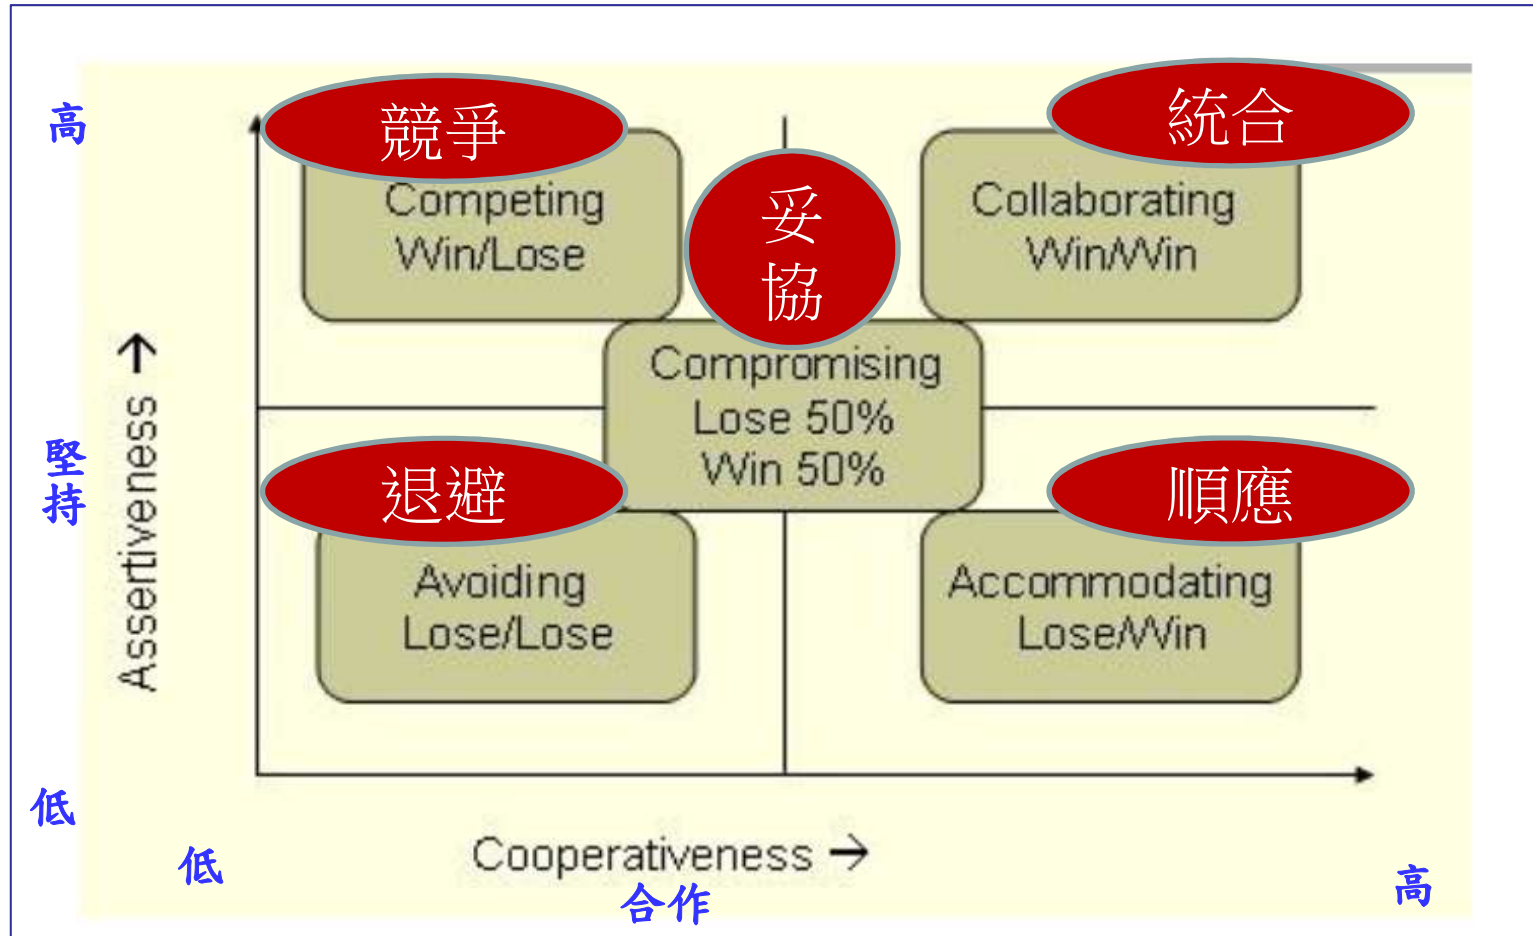 高
競爭
Competing
Win/Lose
統合
Collaborating
Win/Win
妥
協
Compromising
Lose 50%
Win 50%
堅
持
Assertiveness →
退避
Avoiding
Lose/Lose
順應
Accommodating
Lose/Win
低
低
Cooperativeness →
合作
高